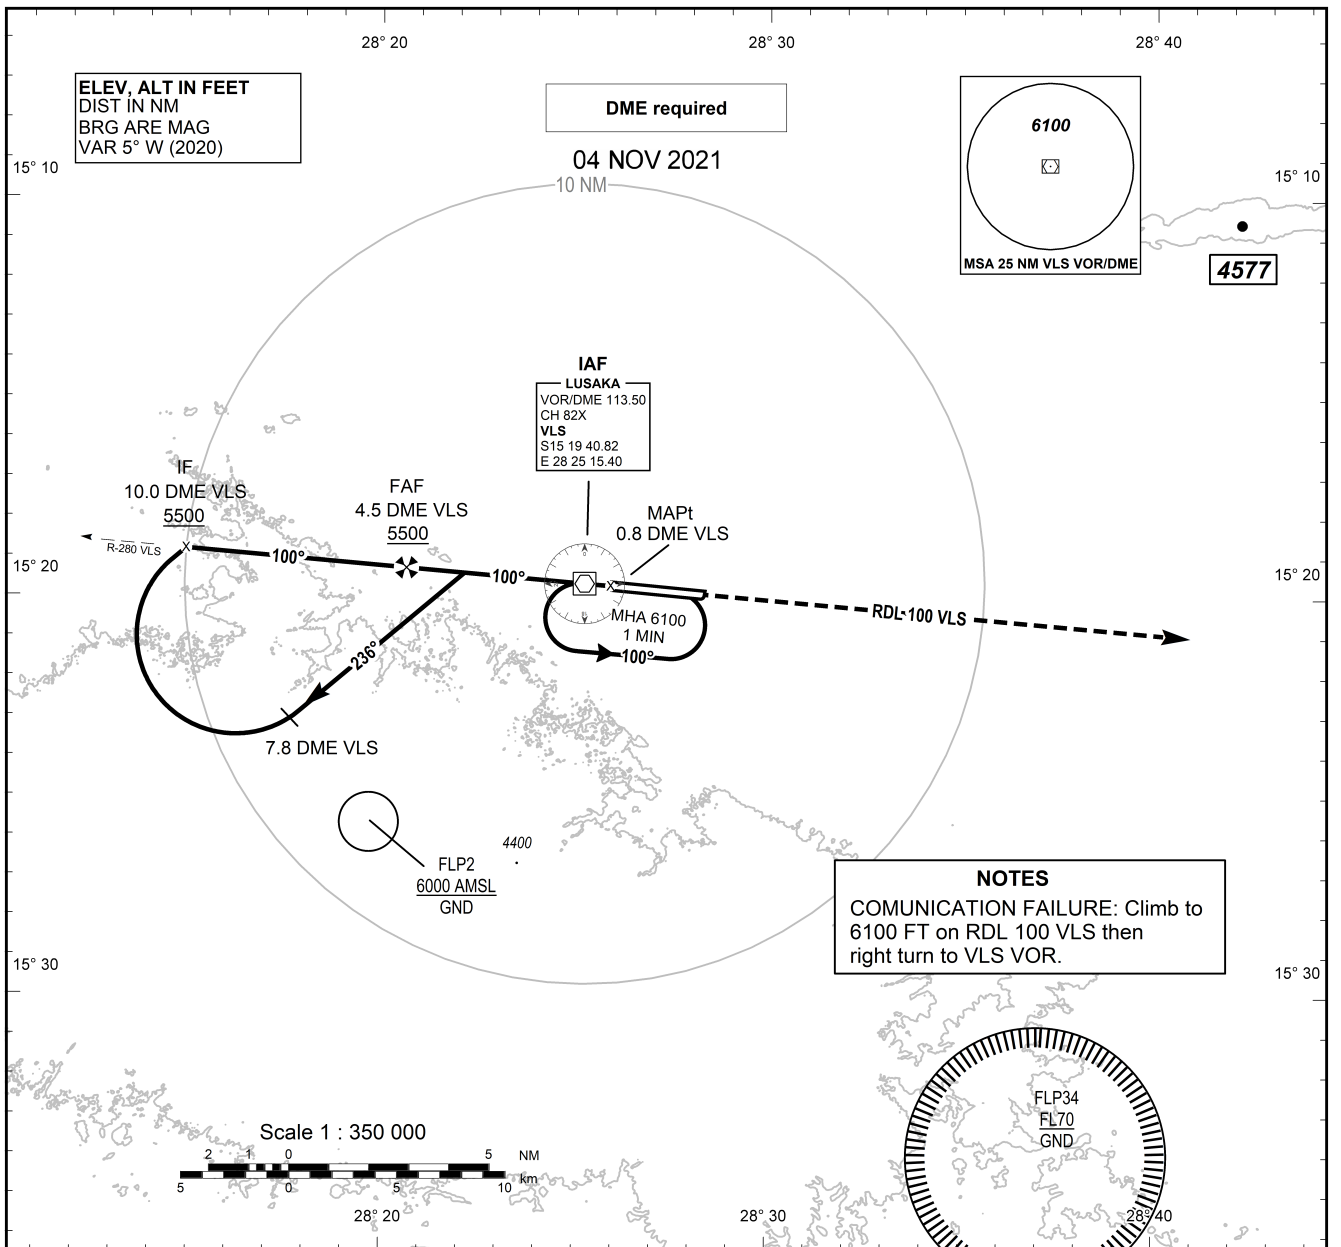 28° 20
28° 30
28° 40
ELEV, ALT IN FEET
DIST IN NM
BRG ARE MAG
VAR 5° W (2020)
DME required
04 NOV 2021
10 NM
6100
MSA 25 NM VLS VOR/DME
15° 10
15° 10
4577
IAF
LUSAKA
VOR/DME 113.50
CH 82X
VLS
S15 19 40.82
E 28 25 15.40
IF
10.0 DME VLS
5500
FAF
4.5 DME VLS
5500
MAPt
0.8 DME VLS
R-280 VLS
X
100°
100°
X
15° 20
15° 20
MHA 6100
1 MIN
100°
RDL-100 VLS
236°
7.8 DME VLS
4400
FLP2
6000 AMSL
GND
NOTES
COMUNICATION FAILURE: Climb to
6100 FT on RDL 100 VLS then
right turn to VLS VOR.
15° 30
15° 30
FLP34
FL70
GND
Scale 1 : 350 000
2 1 0 5 NM
5 0 5 10 km
28° 20
28° 30
28° 40